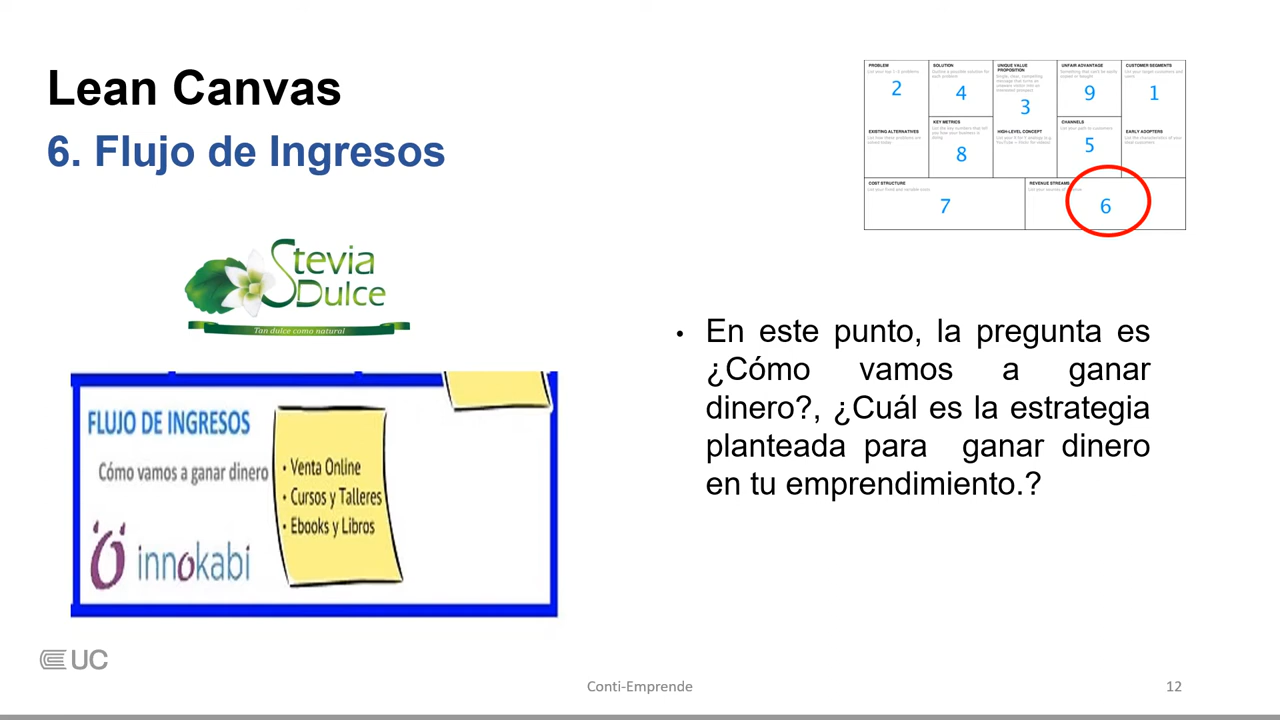 Lean Canvas
6. Flujo de Ingresos
PROBLEM
2
EXISTING ALTERNATIVES
SOLUTION
4
KEY METRICS
8
UNIQUE VALUE
PROPOSITION
3
HIGH-LEVEL CONCEPT
UNFAIR ADVANTAGE
9
CHANNELS
5
CUSTOMER SEGMENTS
1
EARLY ADOPTERS
COST STRUCTURE
7
REVENUE STREAMS
6
Stevia
Dulce
Tan dulce como natural
FLUJO DE INGRESOS
Cómo vamos a ganar dinero
innokabi
• Venta Online
• Cursos y Talleres
• Ebooks y Libros
• En este punto, la pregunta es
¿Cómo vamos a ganar
dinero?, ¿Cuál es la estrategia
planteada para ganar dinero
en tu emprendimiento.?
UC
Conti-Emprende
12